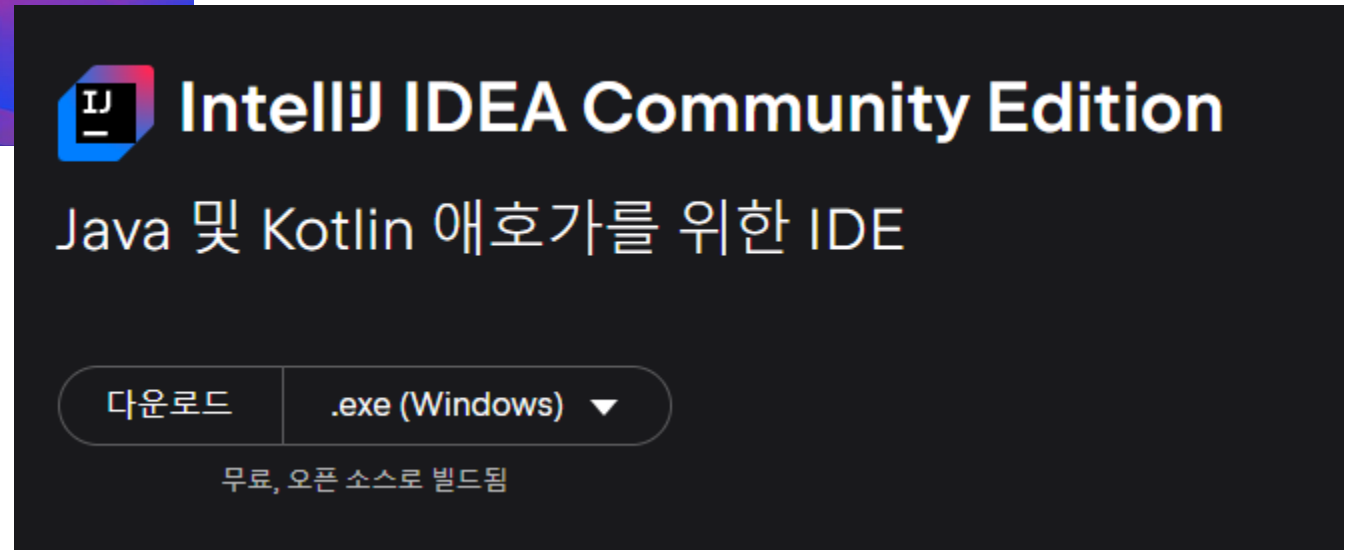 IJ
IntelliJ IDEA Community Edition
Java 및 Kotlin 애호가를 위한 IDE
다운로드
.exe (Windows)
무료, 오픈 소스로 빌드됨